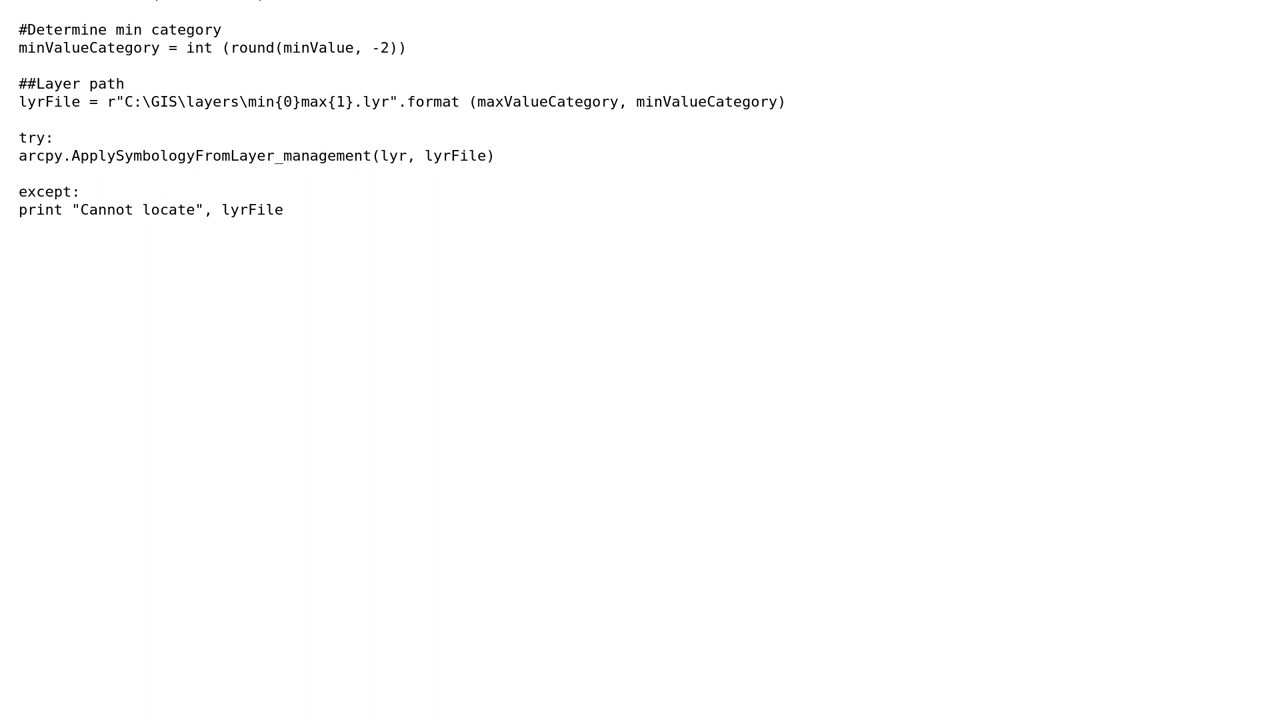 #Determine min category
minValueCategory = int (round(minValue, -2))
##Layer path
lyrFile = r"C:\GIS\layers\min{0}max{1}.lyr".format (maxValueCategory, minValueCategory)
try:
arcpy.ApplySymbologyFromLayer_management(lyr, lyrFile)
except:
print "Cannot locate", lyrFile